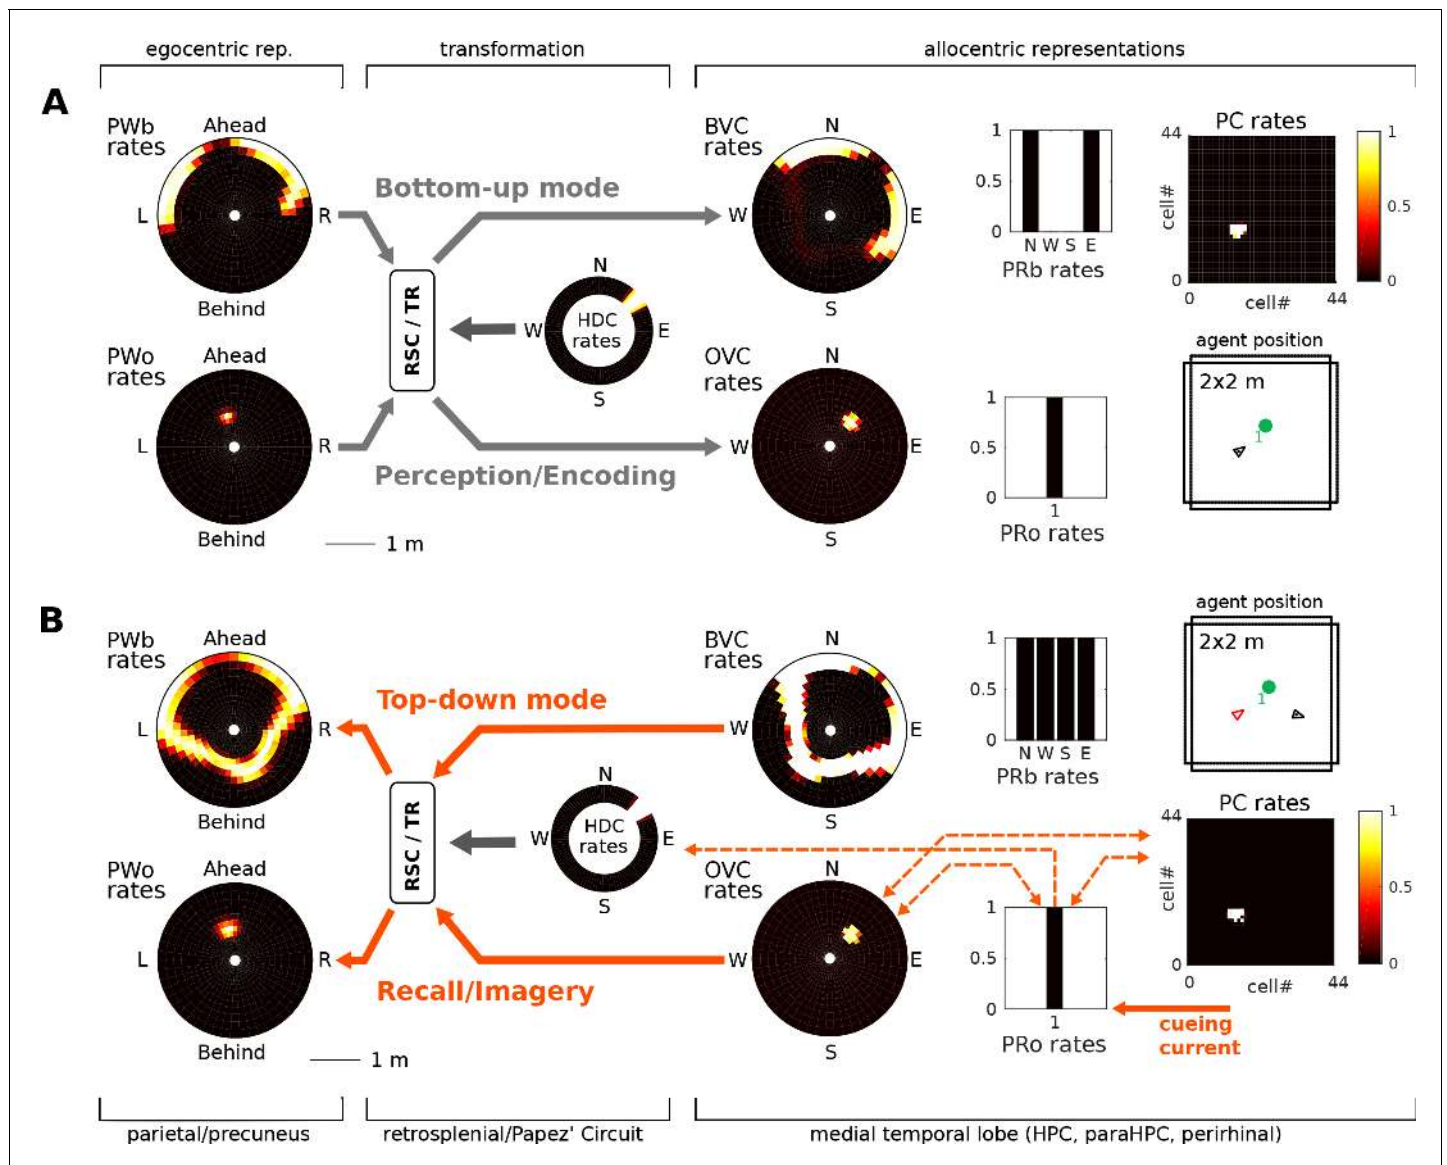 egocentric rep.
transformation
allocentric representations
A
PWb
rates
Ahead
L
R
Behind
Bottom-up mode
RSC / TR
N
W
HDC
rates
E
S
BVC
rates
N
W
E
S
1
0.5
0
N W S E
PRb rates
PC rates
44
cell#
0
0
44
cell#
1
0.5
0
PWo
rates
Ahead
L
R
Behind
Perception/Encoding
1 m
OVC
rates
N
W
E
S
1
0.5
0
1
PRo rates
agent position
2x2 m
1
B
PWb
rates
Ahead
L
R
Behind
Top-down mode
RSC / TR
N
W
HDC
rates
E
S
BVC
rates
N
W
E
S
1
0.5
0
N W S E
PRb rates
agent position
2x2 m
1
PWo
rates
Ahead
L
R
Behind
Recall/Imagery
1 m
OVC
rates
N
W
E
S
1
0.5
0
1
PRo rates
PC rates
44
cell#
0
0
44
cell#
1
0.5
0
cueing
current
parietal/precuneus
retrosplenial/Papez' Circuit
medial temporal lobe (HPC, paraHPC, perirhinal)